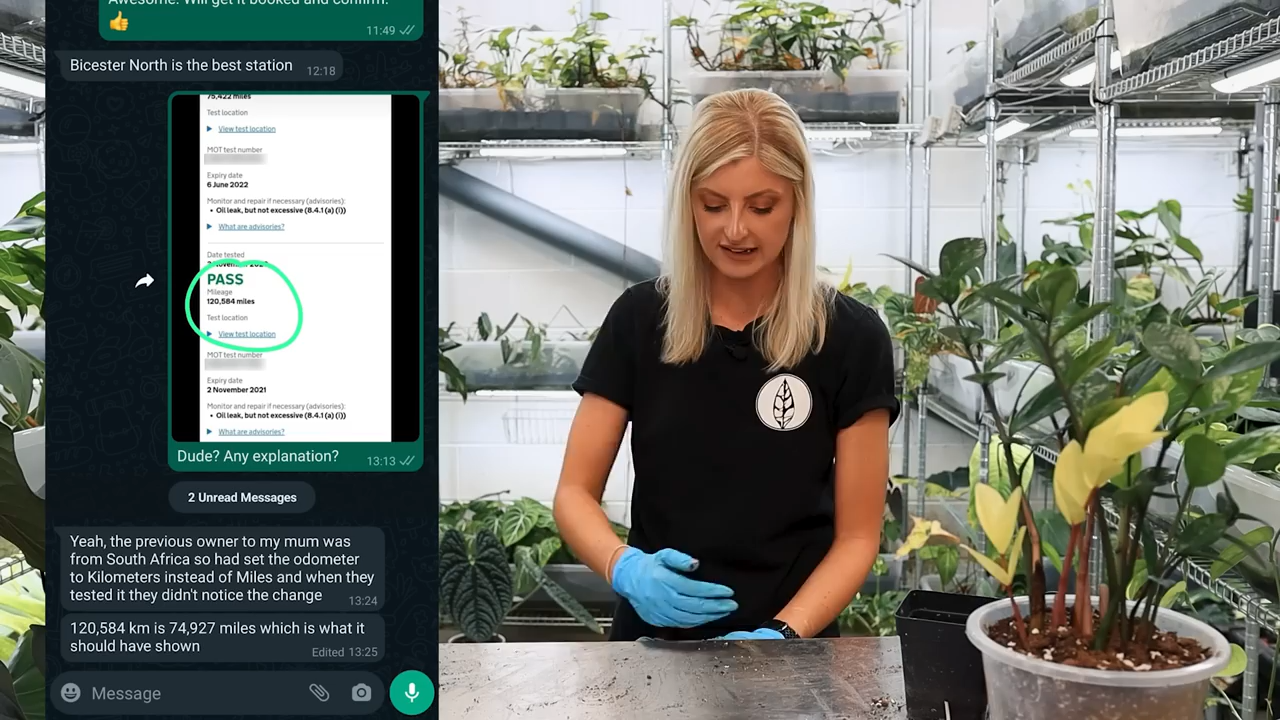 Awesome! Will get it booked and confirm.
👍
11:49
Bicester North is the best station
12:18
75,422 miles
Test location
View test location
MOT test number
Expiry date
6 June 2022
Monitor and repair if necessary (advisories):
• Oil leak, but not excessive (8.4.1 (a) (i))
What are advisories?
Date tested
PASS
Mileage
120,584 miles
Test location
View test location
MOT test number
Expiry date
2 November 2021
Monitor and repair if necessary (advisories):
• Oil leak, but not excessive (8.4.1 (a) (i))
What are advisories?
Dude? Any explanation?
13:13
2 Unread Messages
Yeah, the previous owner to my mum was
from South Africa so had set the odometer
to Kilometers instead of Miles and when they
tested it they didn't notice the change
13:24
120,584 km is 74,927 miles which is what it
should have shown
Edited 13:25
Message